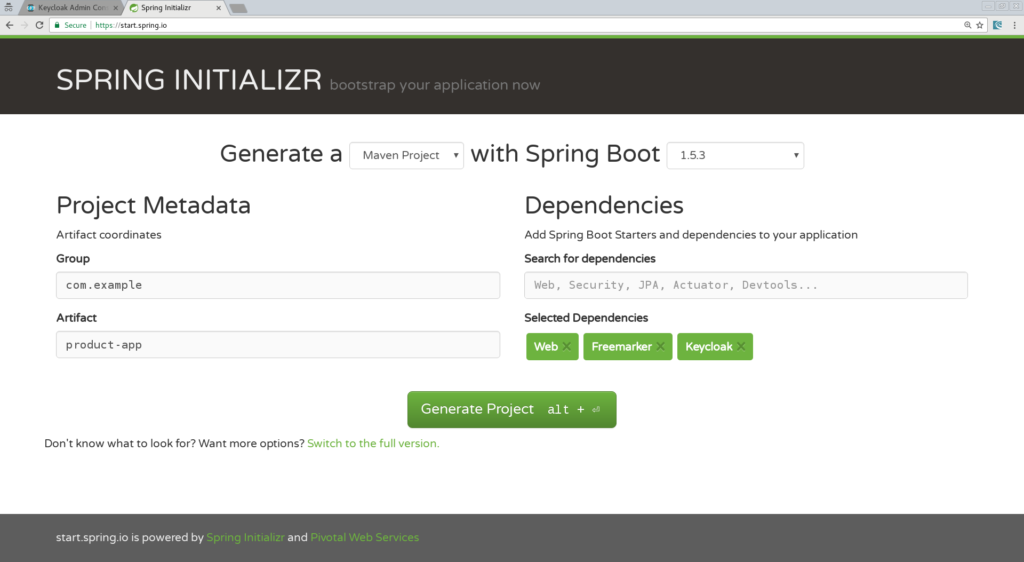 Keycloak Admin Con
Spring Initializr
Secure | https://start.spring.io
SPRING INITIALIZR bootstrap your application now
Generate a Maven Project with Spring Boot 1.5.3
Project Metadata
Artifact coordinates
Group
com.example
Artifact
product-app
Dependencies
Add Spring Boot Starters and dependencies to your application
Search for dependencies
Web, Security, JPA, Actuator, Devtools...
Selected Dependencies
Web Freemarker Keycloak
Generate Project alt + ⏎
Don't know what to look for? Want more options? Switch to the full version.
start.spring.io is powered by Spring Initializr and Pivotal Web Services